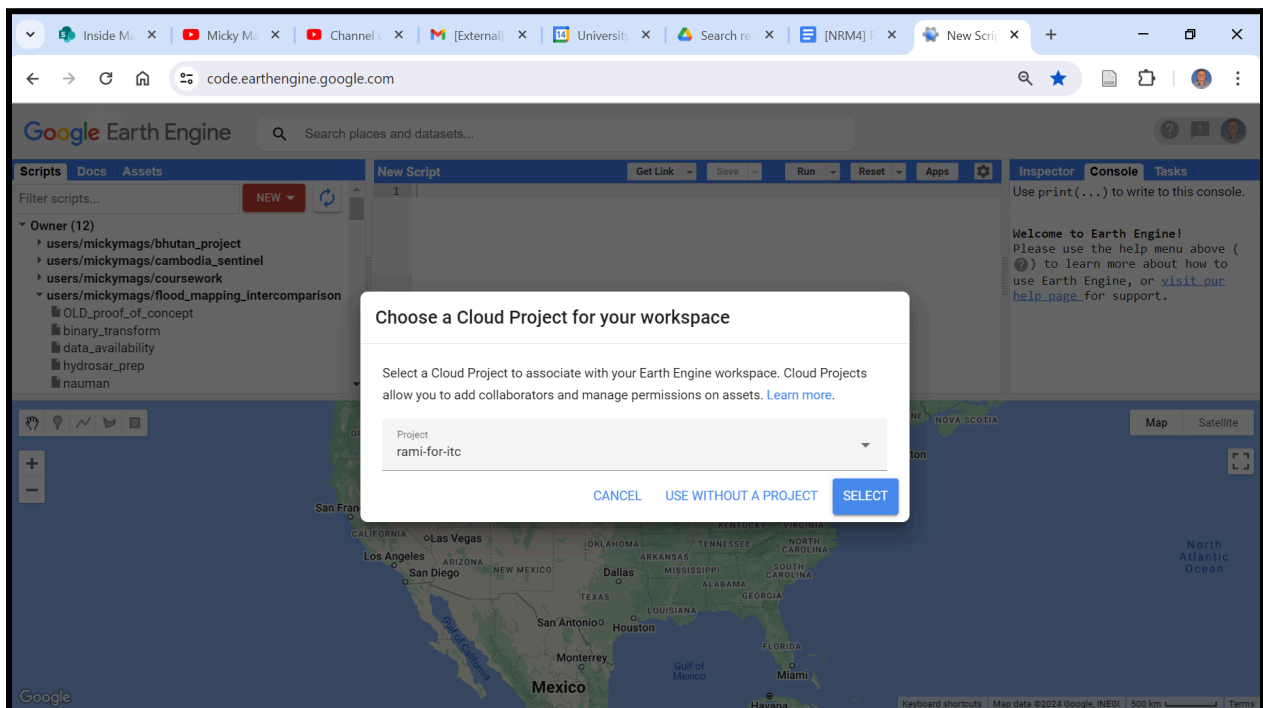 Inside Ma
Micky Ma
Channel c
[External]
14
University
Search re
[NRM4] F
New Scrip
code.earthengine.google.com
Google Earth Engine
Search places and datasets...
Scripts Docs Assets
Filter scripts...
NEW
Owner (12)
users/mickymags/bhutan_project
users/mickymags/cambodia_sentinel
users/mickymags/coursework
users/mickymags/flood_mapping_intercomparison
OLD_proof_of_concept
binary_transform
data_availability
hydrosar_prep
nauman
New Script
Get Link
Save
Run
Reset
Apps
1
Inspector Console Tasks
Use print(...) to write to this console.
Welcome to Earth Engine!
Please use the help menu above (
) to learn more about how to
use Earth Engine, or visit our
help page for support.
Choose a Cloud Project for your workspace
Select a Cloud Project to associate with your Earth Engine workspace. Cloud Projects
allow you to add collaborators and manage permissions on assets. Learn more.
Project
rami-for-itc
CANCEL
USE WITHOUT A PROJECT
SELECT
NOVA SCOTIA
Map
Satellite
San Fran
KENTUCKY
VIRGINIA
CALIFORNIA
Las Vegas
OKLAHOMA
TENNESSEE
NORTH
CAROLINA
Los Angeles
ARIZONA
NEW MEXICO
ARKANSAS
San Diego
Dallas
MISSISSIPPI
SOUTH
CAROLINA
ALABAMA
TEXAS
GEORGIA
LOUISIANA
San Antonio
Houston
Gulf of
California
FLORIDA
Monterrey
Gulf of
Mexico
Miami
Mexico
Havana
North
Atlantic
Ocean
Google
Keyboard shortcuts
Map data ©2024 Google, INEGI
500 km
Terms